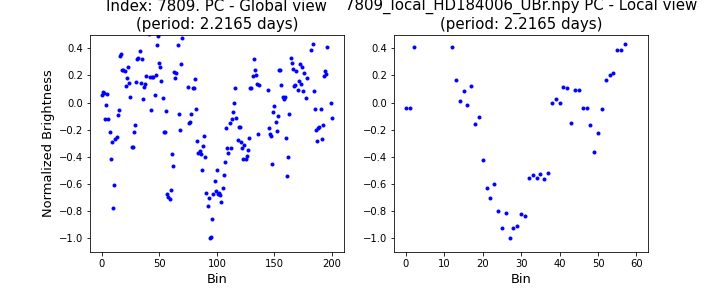 Index: 7809. PC - Global view
(period: 2.2165 days)
7809_local_HD184006_UBr.npy PC - Local view
(period: 2.2165 days)
Normalized Brightness
0.4
0.2
0.0
−0.2
−0.4
−0.6
−0.8
−1.0
0 50 100 150 200
Bin
0.4
0.2
0.0
−0.2
−0.4
−0.6
−0.8
−1.0
0 10 20 30 40 50 60
Bin